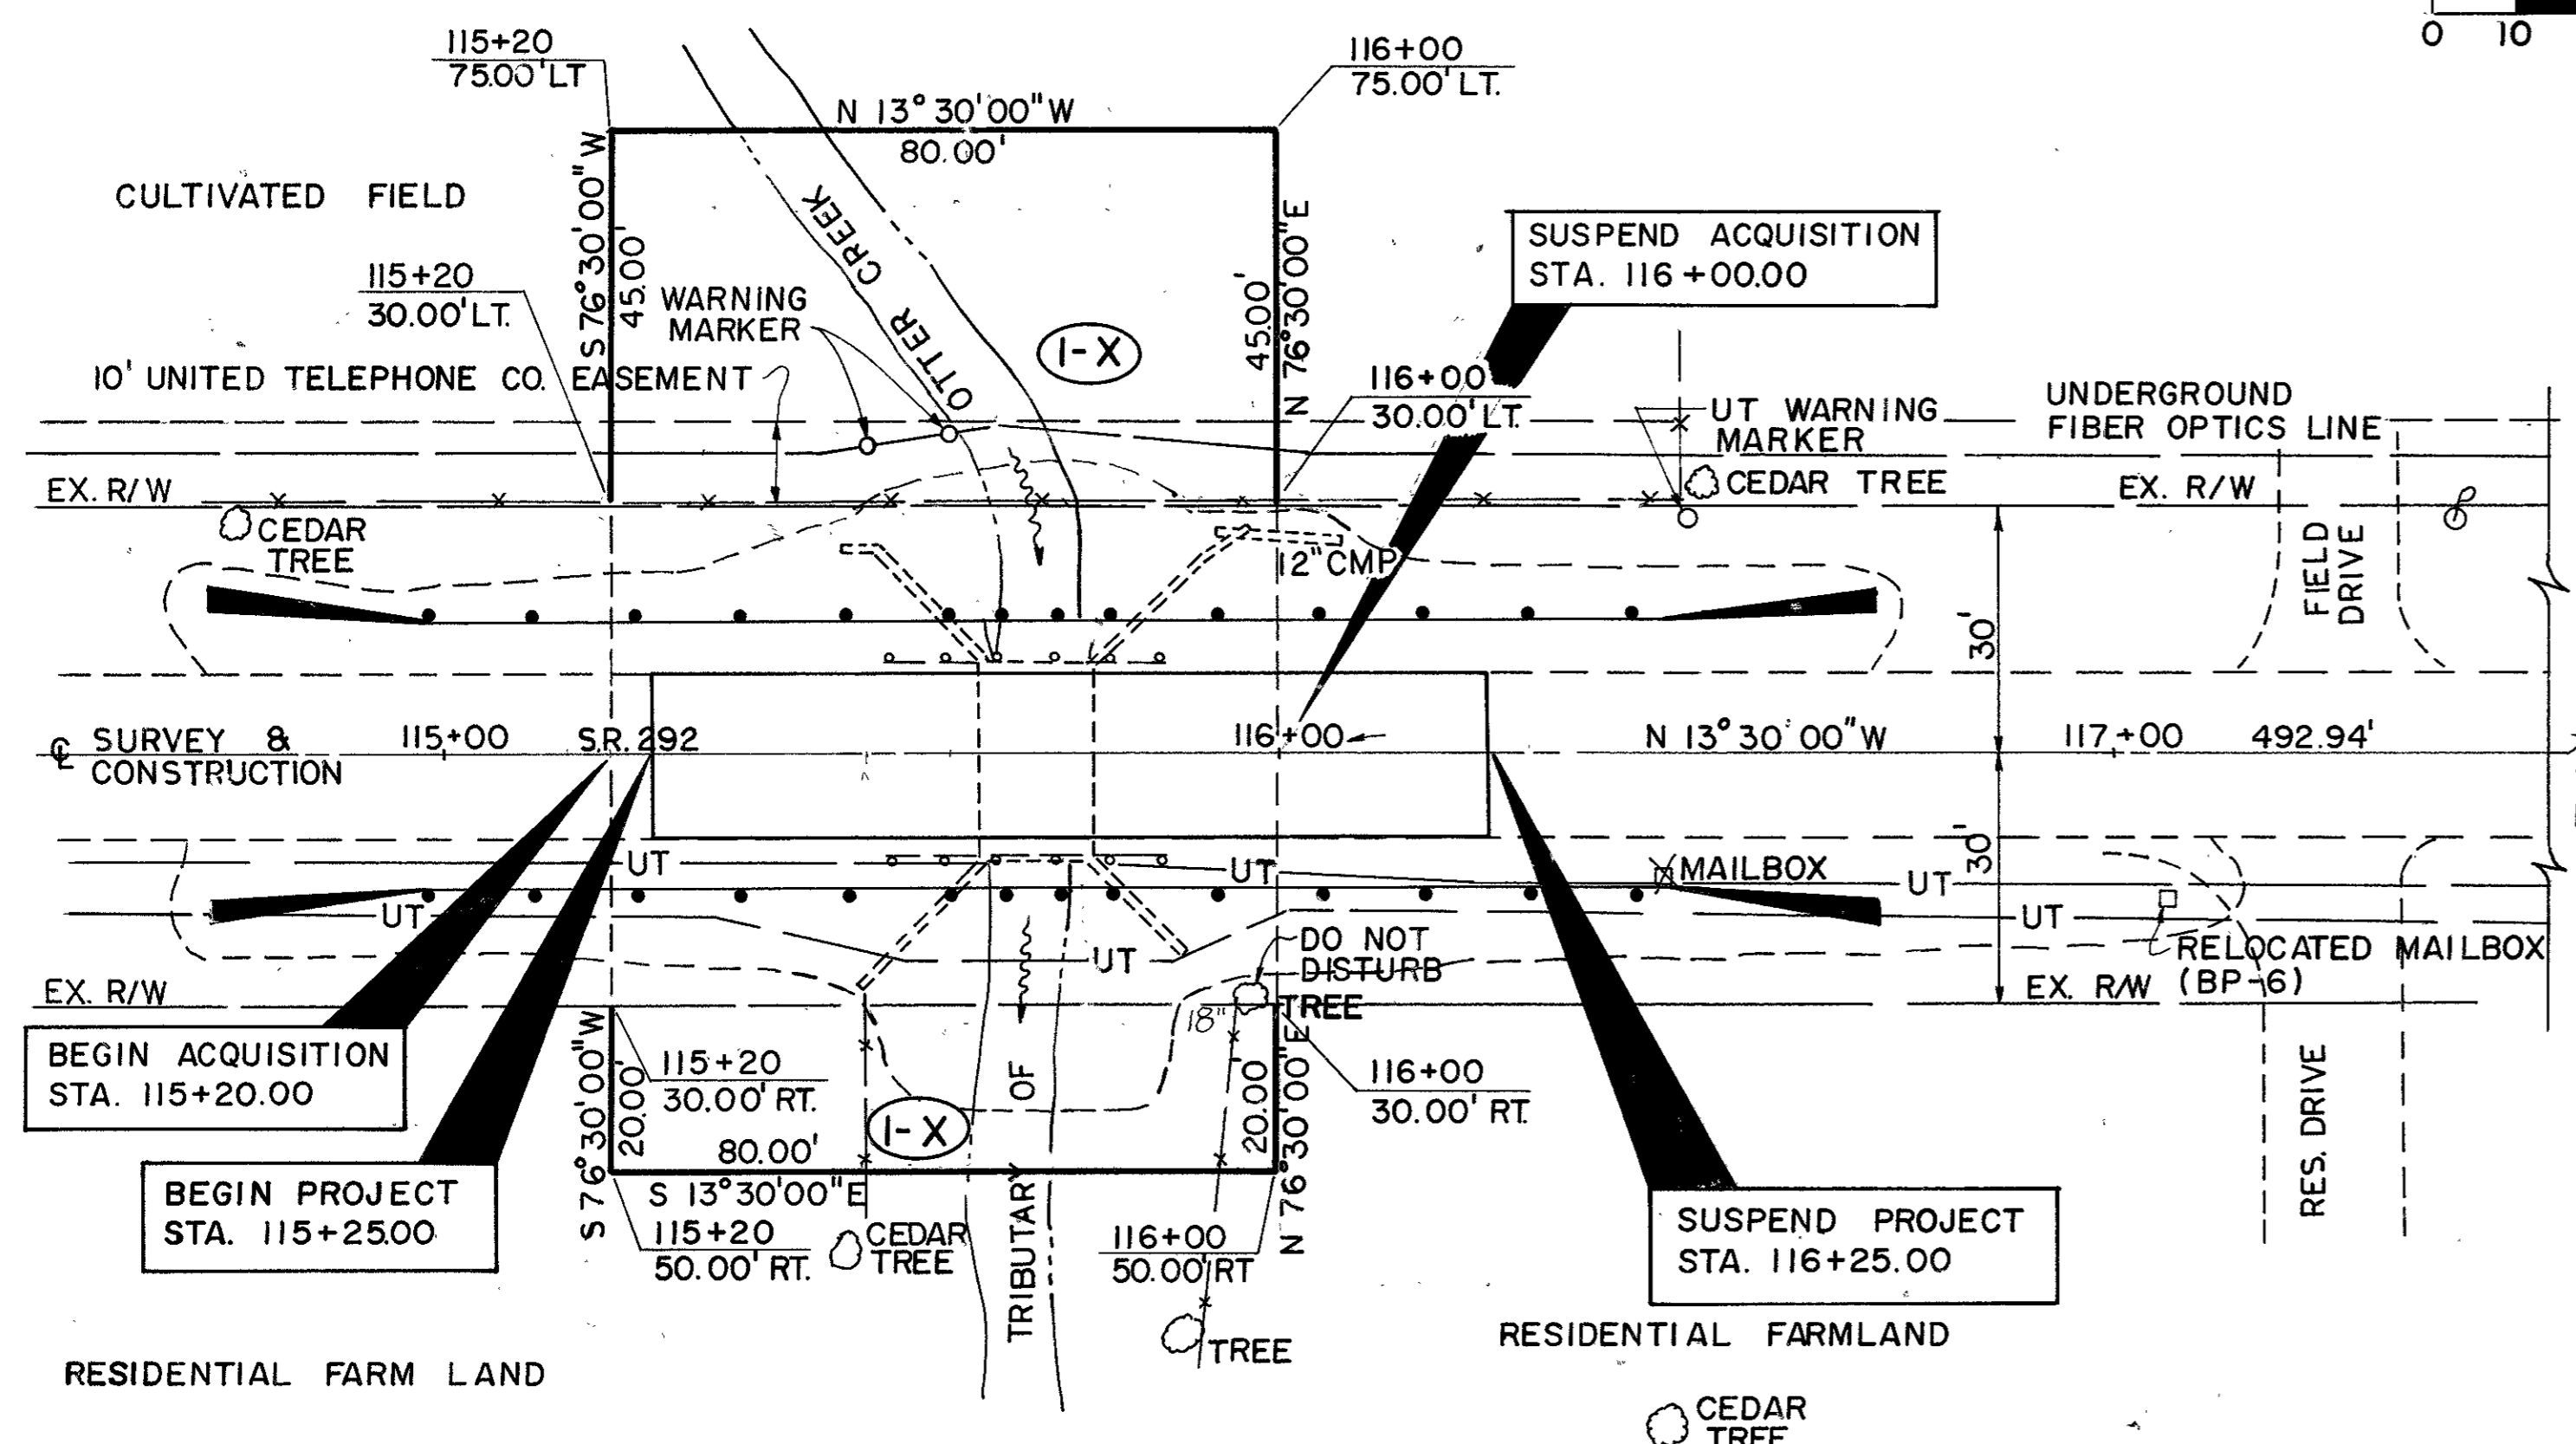 0 10
115+20
75.00' LT
116+00
75.00' LT.
N 13° 30' 00" W
80.00'
CULTIVATED FIELD
S 76° 30' 00" W
45.00'
OTTER CREEK
45.00'
N 76° 30' 00" E
SUSPEND ACQUISITION
STA. 116+00.00
115+20
30.00' LT.
WARNING
MARKER
1-X
10' UNITED TELEPHONE CO. EASEMENT
116+00
30.00' LT.
UT WARNING
MARKER
UNDERGROUND
FIBER OPTICS LINE
EX. R/W
CEDAR TREE
EX. R/W
CEDAR
TREE
12" CMP
FIELD
DRIVE
30'
℄ SURVEY &
CONSTRUCTION
115+00
S.R. 292
116+00
N 13° 30' 00" W
117+00
492.94'
30'
UT
UT
MAILBOX
UT
UT
UT
UT
DO NOT
DISTURB
TREE
RELOCATED MAILBOX
(BP-6)
EX. R/W
EX. R/W
18"
BEGIN ACQUISITION
STA. 115+20.00
S 76° 30' 00" W
20.00'
115+20
30.00' RT.
80.00'
1-X
TRIBUTARY OF
20.00'
N 76° 30' 00" E
116+00
30.00' RT.
RES. DRIVE
BEGIN PROJECT
STA. 115+25.00
S 13° 30' 00" E
115+20
50.00' RT.
CEDAR
TREE
116+00
50.00' RT
SUSPEND PROJECT
STA. 116+25.00
TREE
RESIDENTIAL FARMLAND
RESIDENTIAL FARM LAND
CEDAR
TREE